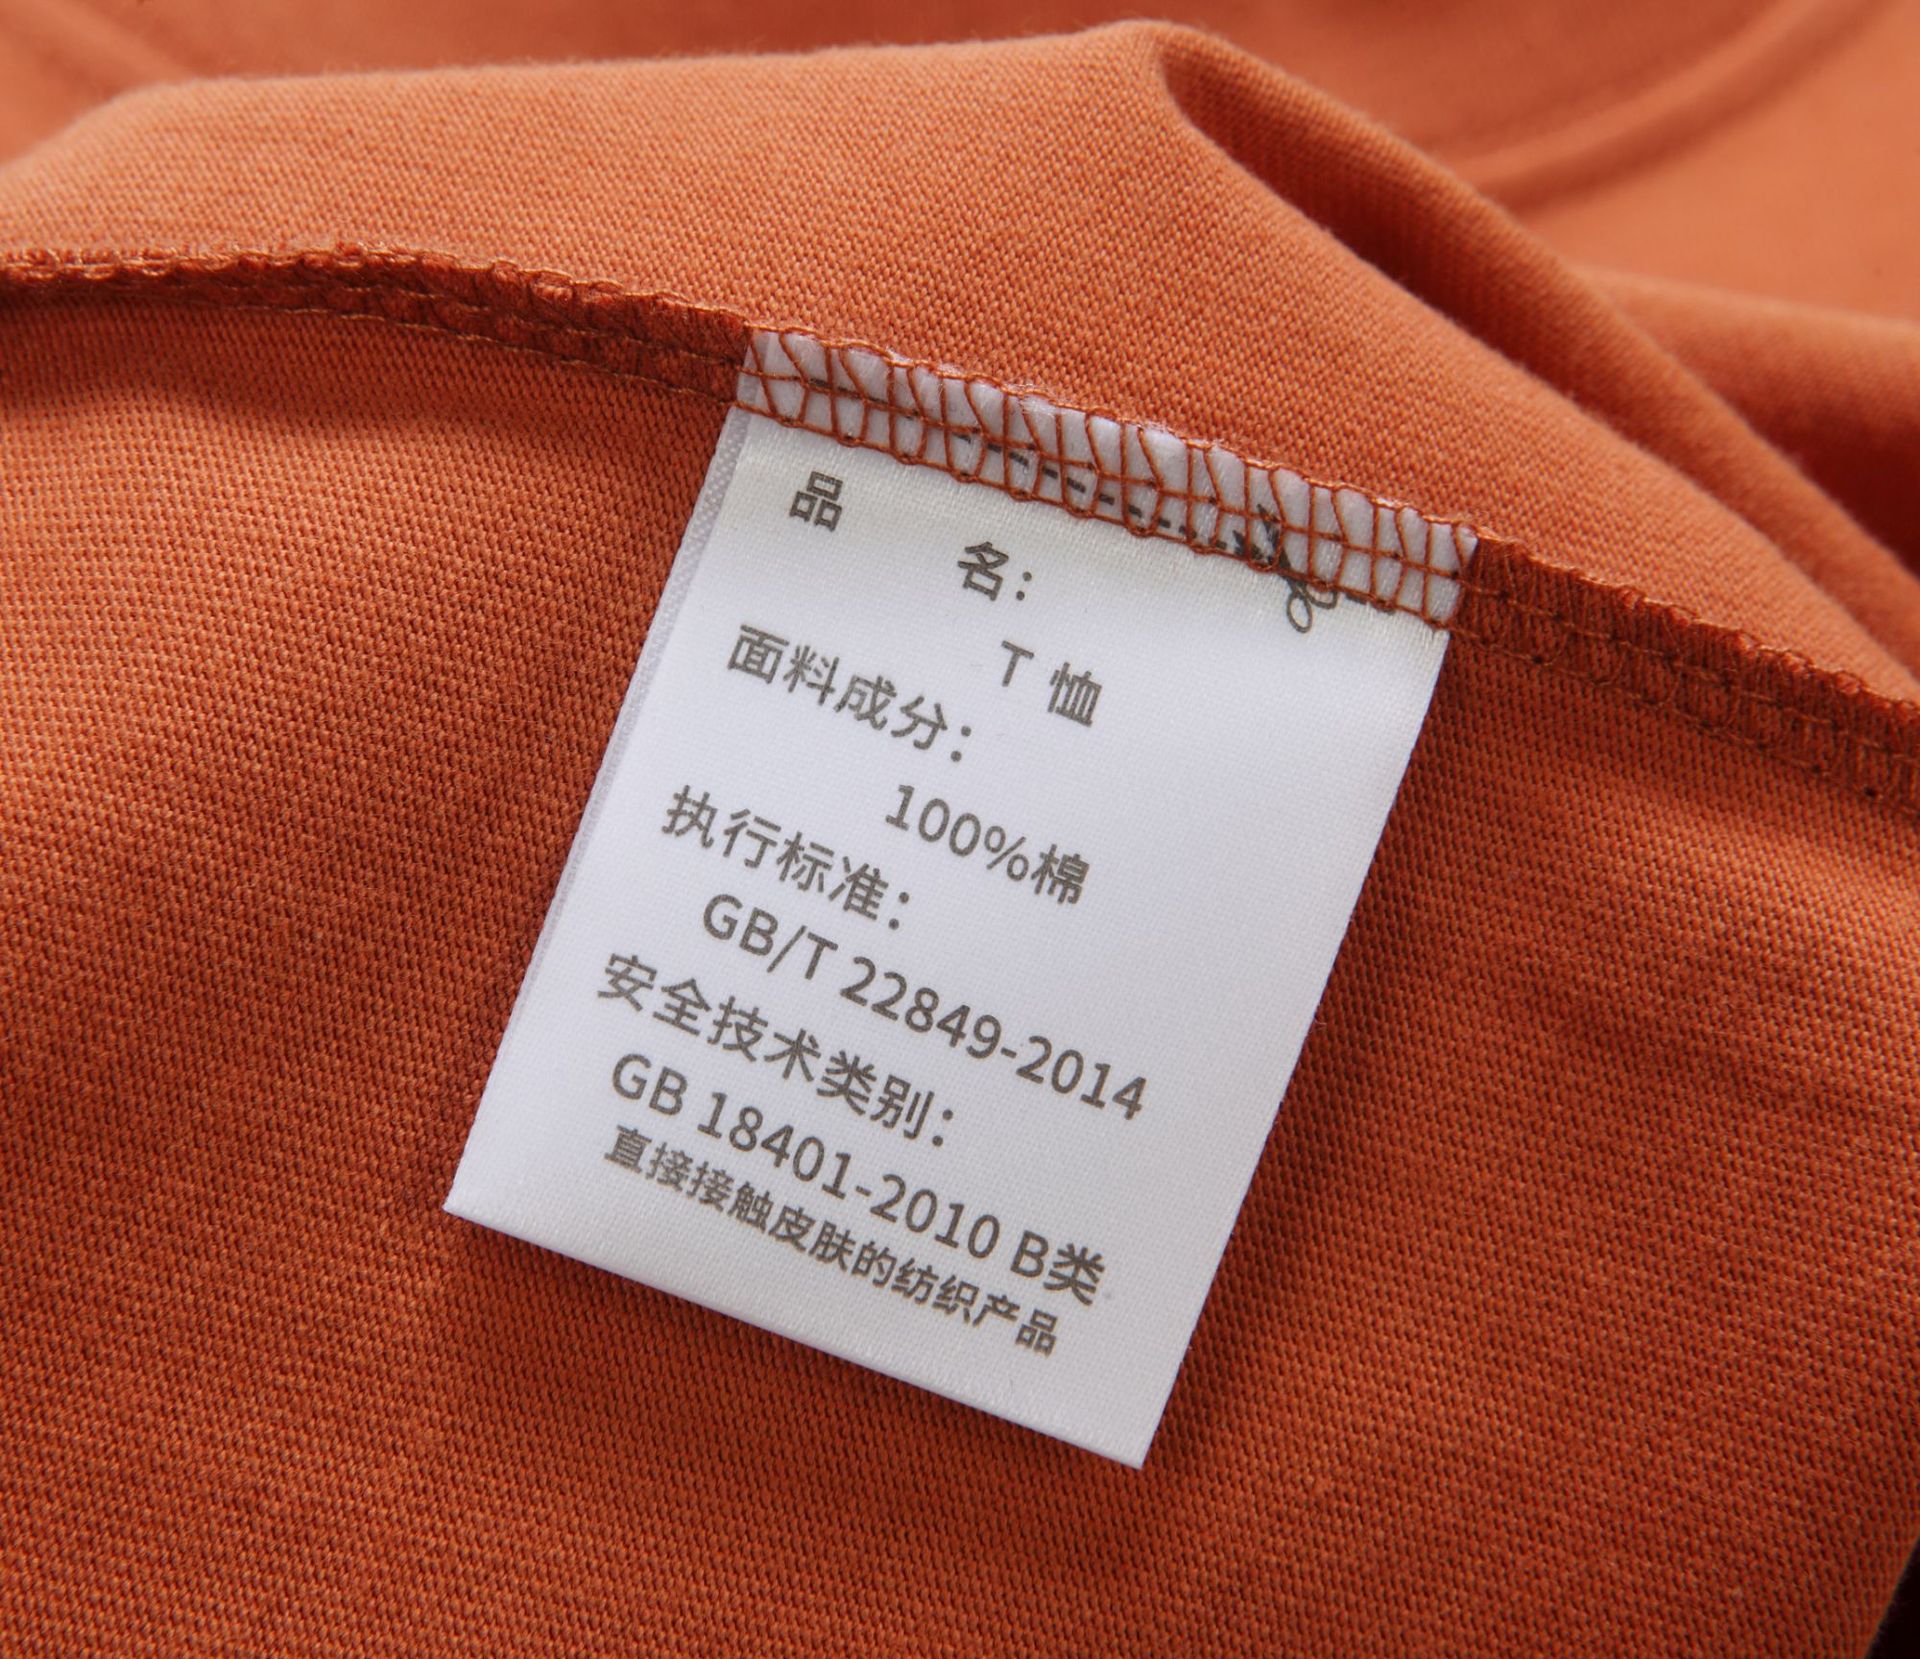 品 名：
T 恤
面料成分：
100%棉
执行标准：
GB/T 22849-2014
安全技术类别：
GB 18401-2010 B类
直接接触皮肤的纺织产品